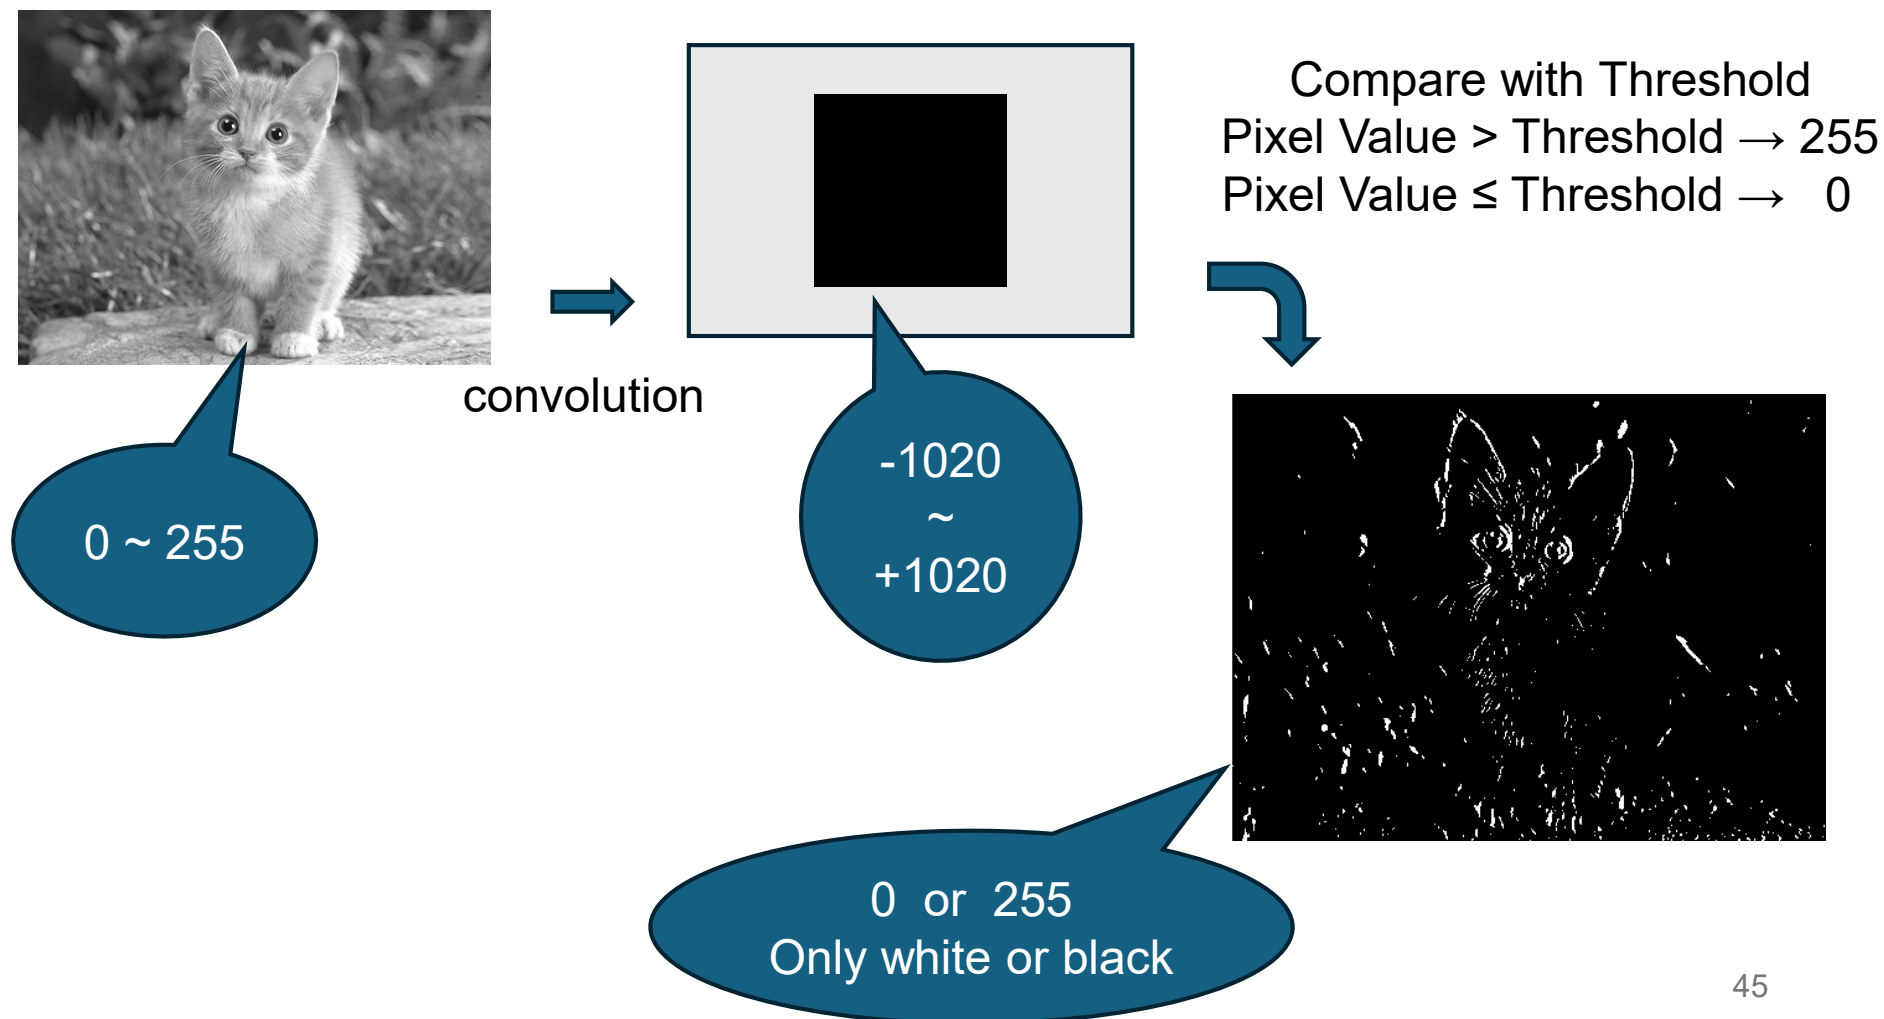 Compare with Threshold
Pixel Value > Threshold → 255
Pixel Value ≤ Threshold → 0
convolution
0 ~ 255
-1020
~
+1020
0 or 255
Only white or black
45